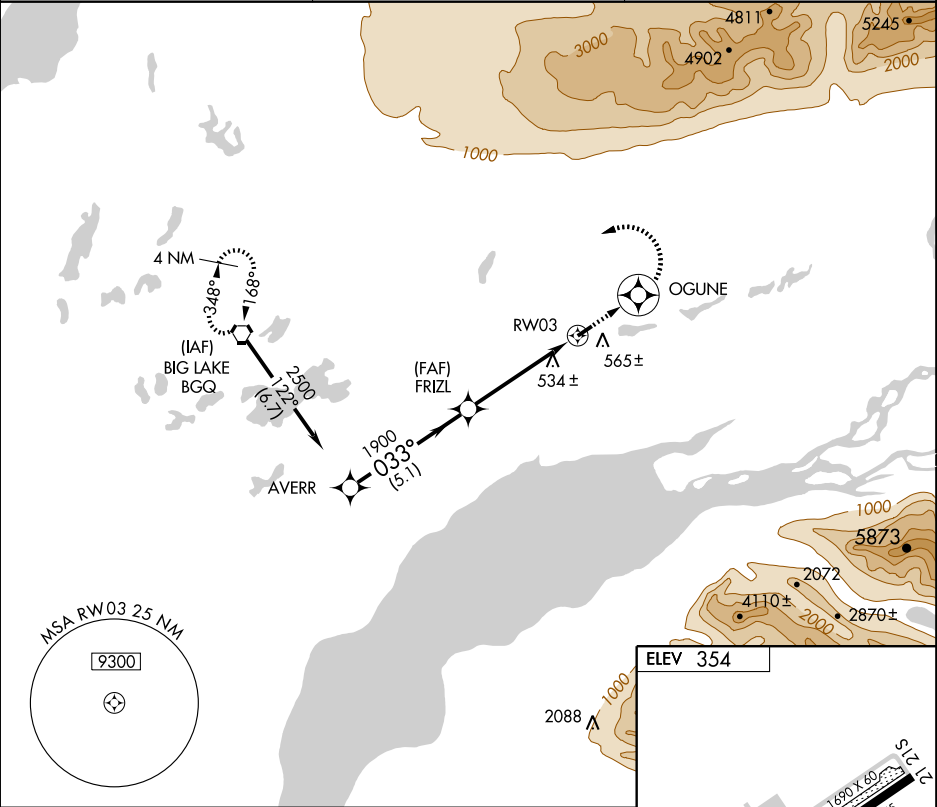 4811
5245
3000
4902
2000
1000
4 NM
348°
168°
OGUNE
(IAF)
BIG LAKE
BGQ
RW03
565±
534±
(FAF)
FRIZL
2500
122°
(6.7)
1900
033°
(5.1)
AVERR
1000
5873
2072
4110±
2870±
2000
MSA RW03 25 NM
9300
ELEV 354
1000
2088
21 21S
1690 X 60